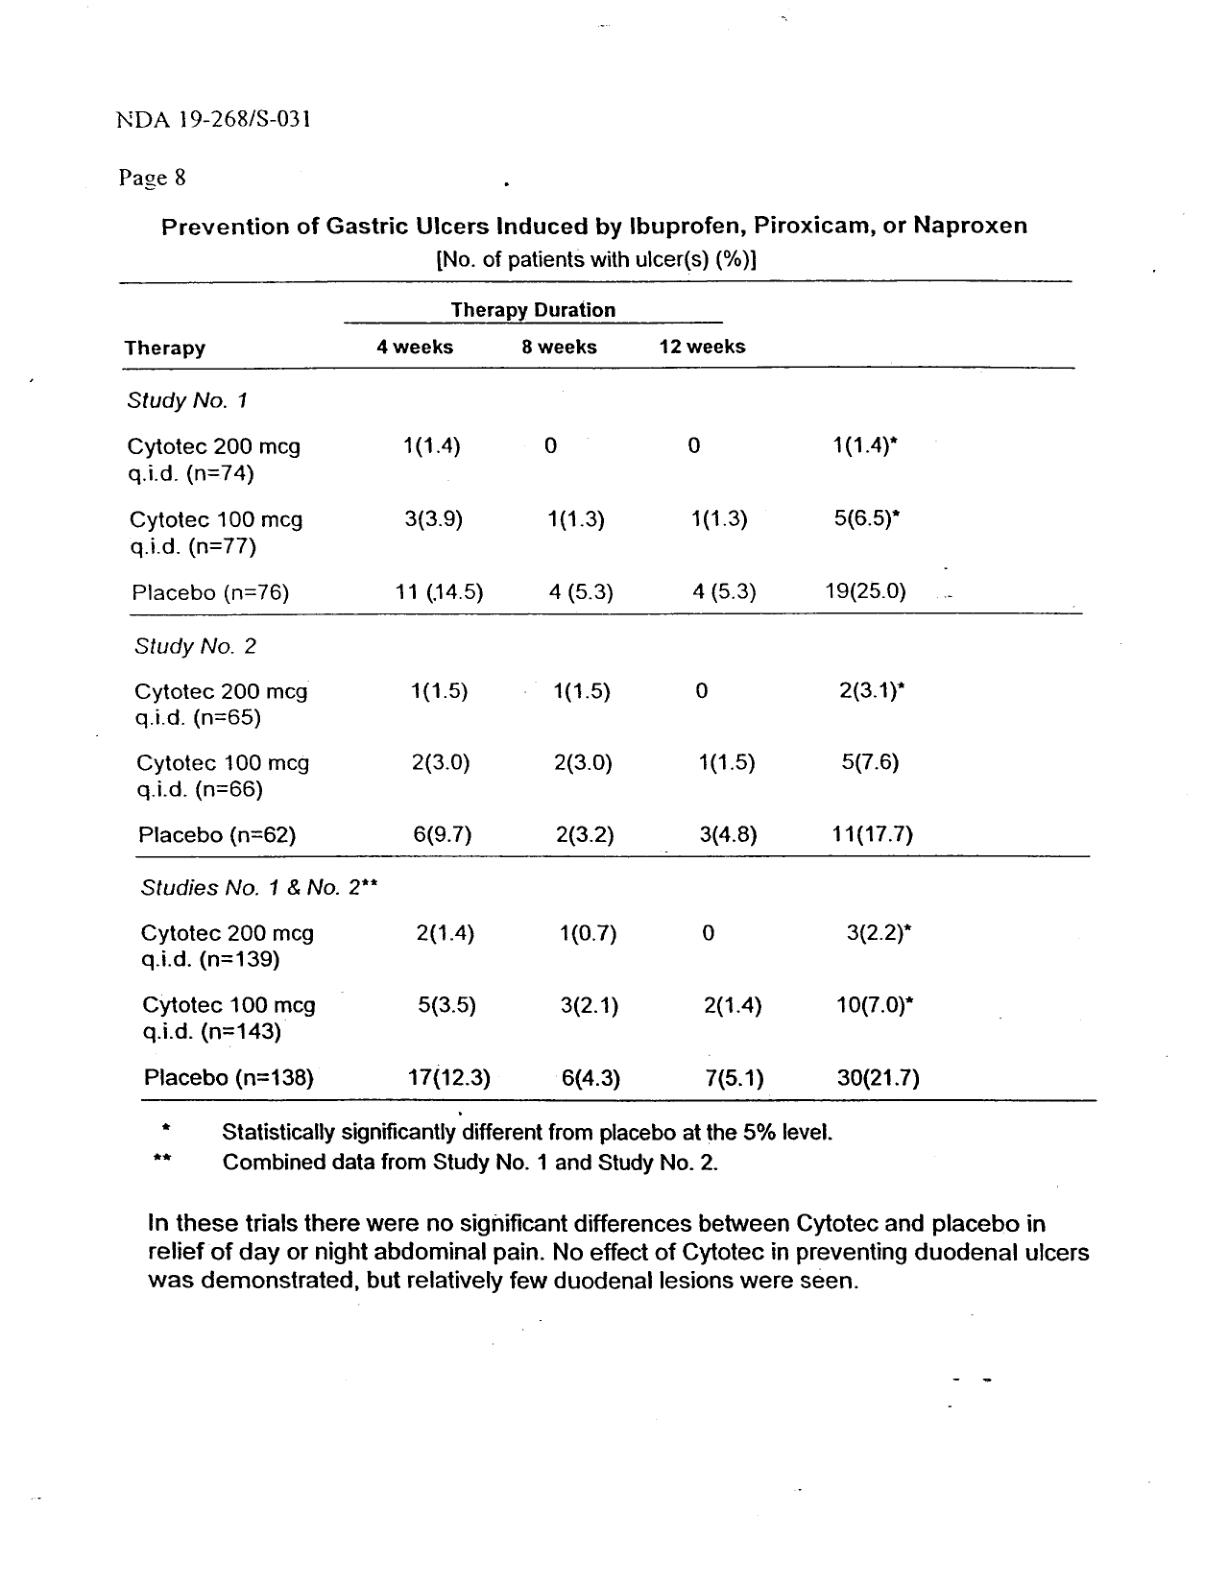 NDA 19-268/S-031
Page 8
Prevention of Gastric Ulcers Induced by Ibuprofen, Piroxicam, or Naproxen
[No. of patients with ulcer(s) (%)]
Therapy Duration
Therapy 4 weeks 8 weeks 12 weeks
Study No. 1
Cytotec 200 mcg 1(1.4) 0 0 1(1.4)*
q.i.d. (n=74)
Cytotec 100 mcg 3(3.9) 1(1.3) 1(1.3) 5(6.5)*
q.i.d. (n=77)
Placebo (n=76) 11 (14.5) 4 (5.3) 4 (5.3) 19(25.0)
Study No. 2
Cytotec 200 mcg 1(1.5) 1(1.5) 0 2(3.1)*
q.i.d. (n=65)
Cytotec 100 mcg 2(3.0) 2(3.0) 1(1.5) 5(7.6)
q.i.d. (n=66)
Placebo (n=62) 6(9.7) 2(3.2) 3(4.8) 11(17.7)
Studies No. 1 & No. 2**
Cytotec 200 mcg 2(1.4) 1(0.7) 0 3(2.2)*
q.i.d. (n=139)
Cytotec 100 mcg 5(3.5) 3(2.1) 2(1.4) 10(7.0)*
q.i.d. (n=143)
Placebo (n=138) 17(12.3) 6(4.3) 7(5.1) 30(21.7)
* Statistically significantly different from placebo at the 5% level.
** Combined data from Study No. 1 and Study No. 2.
In these trials there were no significant differences between Cytotec and placebo in
relief of day or night abdominal pain. No effect of Cytotec in preventing duodenal ulcers
was demonstrated, but relatively few duodenal lesions were seen.